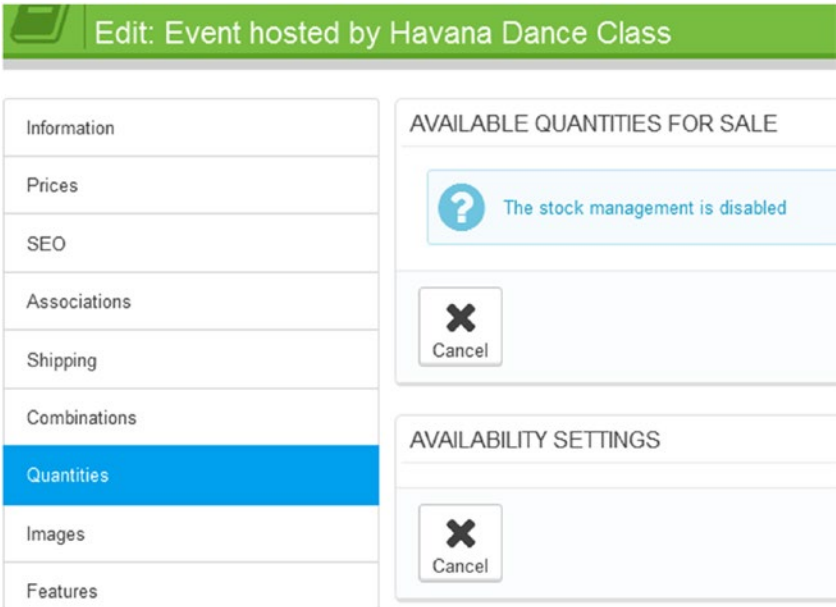 Edit: Event hosted by Havana Dance Class
Information
Prices
SEO
Associations
Shipping
Combinations
Quantities
Images
Features
AVAILABLE QUANTITIES FOR SALE
The stock management is disabled
Cancel
AVAILABILITY SETTINGS
Cancel